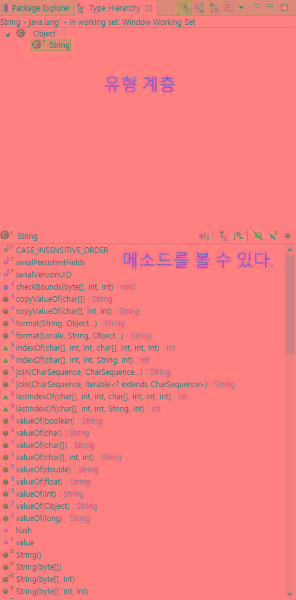 Package Explorer Type Hierarchy
String - java.lang' - in working set: Window Working Set
Object
String
유형 계층
String
메소드를 볼 수 있다.
CASE_INSENSITIVE_ORDER
serialPersistentFields
serialVersionUID
checkBounds(byte[], int, int) : void
copyValueOf(char[]) : String
copyValueOf(char[], int, int) : String
format(String, Object...) : String
format(Locale, String, Object...) : String
indexOf(char[], int, int, char[], int, int, int) : int
indexOf(char[], int, int, String, int) : int
join(CharSequence, CharSequence...) : String
join(CharSequence, Iterable<? extends CharSequence>) : String
lastIndexOf(char[], int, int, char[], int, int, int) : int
lastIndexOf(char[], int, int, String, int) : int
valueOf(boolean) : String
valueOf(char) : String
valueOf(char[]) : String
valueOf(char[], int, int) : String
valueOf(double) : String
valueOf(float) : String
valueOf(int) : String
valueOf(Object) : String
valueOf(long) : String
hash
value
String()
String(byte[])
String(byte[], int)
String(byte[], int, int)